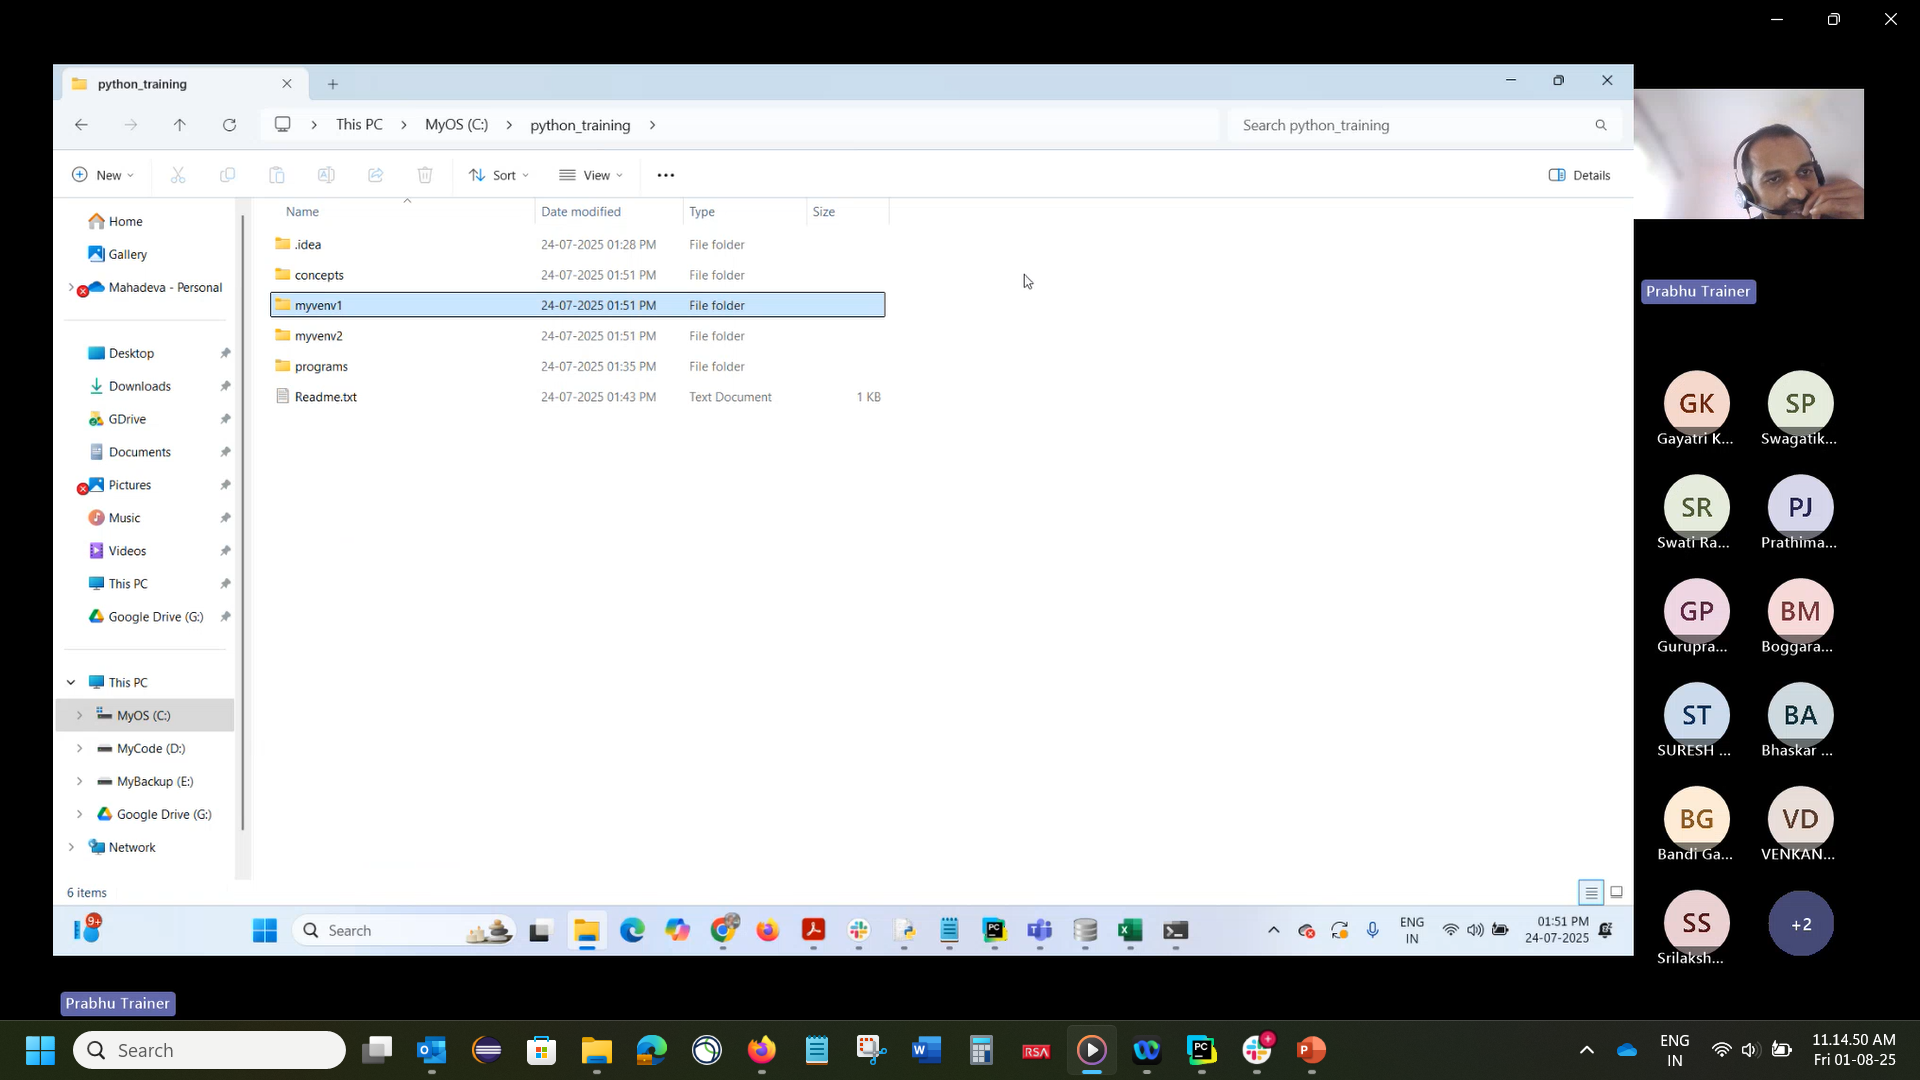 python_training
This PC
MyOS (C:)
python_training
Search python_training
New
Sort
View
Details
Name
Date modified
Type
Size
.idea 24-07-2025 01:28 PM File folder
concepts 24-07-2025 01:51 PM File folder
myvenv1 24-07-2025 01:51 PM File folder
myvenv2 24-07-2025 01:51 PM File folder
programs 24-07-2025 01:35 PM File folder
Readme.txt 24-07-2025 01:43 PM Text Document 1 KB
Home
Gallery
Mahadeva - Personal
Desktop
Downloads
GDrive
Documents
Pictures
Music
Videos
This PC
Google Drive (G:)
This PC
MyOS (C:)
MyCode (D:)
MyBackup (E:)
Google Drive (G:)
Network
6 items
9+
Search
PC
ENG
IN
01:51 PM
24-07-2025
Prabhu Trainer
GK
Gayatri K...
SP
Swagatik...
SR
Swati Ra...
PJ
Prathima...
GP
Gurupra...
BM
Boggara...
ST
SURESH ...
BA
Bhaskar ...
BG
Bandi Ga...
VD
VENKAN...
SS
Srilaksh...
+2
Prabhu Trainer
Search
RSA
PC
ENG
IN
11.14.50 AM
Fri 01-08-25